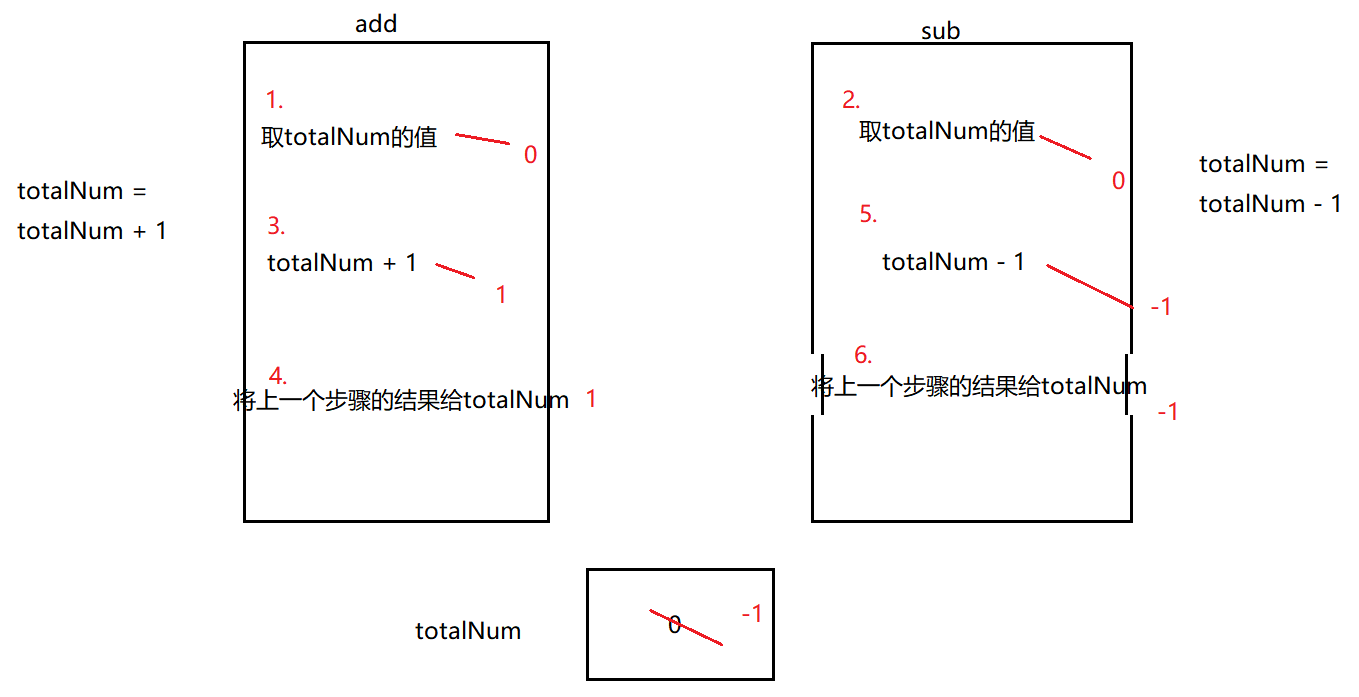 add
1.
取totalNum的值
0
totalNum =
totalNum + 1
3.
totalNum + 1
1
4.
将上一个步骤的结果给totalNum 1
sub
2.
取totalNum的值
0
totalNum =
totalNum - 1
5.
totalNum - 1
-1
6.
将上一个步骤的结果给totalNum
-1
totalNum
0
-1